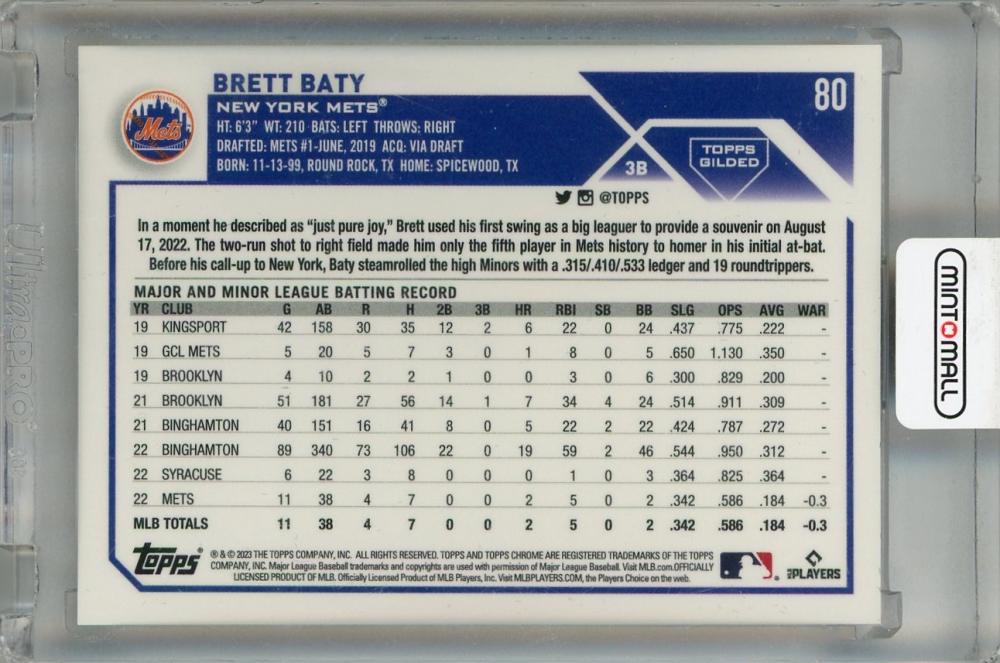 BRETT BATY
80
NEW YORK METS®
Mets
HT: 6'3" WT: 210 BATS: LEFT THROWS: RIGHT
DRAFTED: METS #1-JUNE, 2019 ACQ: VIA DRAFT
BORN: 11-13-99, ROUND ROCK, TX HOME: SPICEWOOD, TX
3B
TOPPS
GILDED
@TOPPS
In a moment he described as "just pure joy," Brett used his first swing as a big leaguer to provide a souvenir on August
17, 2022. The two-run shot to right field made him only the fifth player in Mets history to homer in his initial at-bat.
Before his call-up to New York, Baty steamrolled the high Minors with a .315/.410/.533 ledger and 19 roundtrippers.
MAJOR AND MINOR LEAGUE BATTING RECORD
YR CLUB G AB R H 2B 3B HR RBI SB BB SLG OPS AVG WAR
19 KINGSPORT 42 158 30 35 12 2 6 22 0 24 .437 .775 .222 -
19 GCL METS 5 20 5 7 3 0 1 8 0 5 .650 1.130 .350 -
19 BROOKLYN 4 10 2 2 1 0 0 3 0 6 .300 .829 .200 -
21 BROOKLYN 51 181 27 56 14 1 7 34 4 24 .514 .911 .309 -
21 BINGHAMTON 40 151 16 41 8 0 5 22 2 22 .424 .787 .272 -
22 BINGHAMTON 89 340 73 106 22 0 19 59 2 46 .544 .950 .312 -
22 SYRACUSE 6 22 3 8 0 0 0 1 0 3 .364 .825 .364 -
22 METS 11 38 4 7 0 0 2 5 0 2 .342 .586 .184 -0.3
MLB TOTALS 11 38 4 7 0 0 2 5 0 2 .342 .586 .184 -0.3
Topps®
® & © 2023 THE TOPPS COMPANY, INC. ALL RIGHTS RESERVED. TOPPS AND TOPPS CHROME ARE REGISTERED TRADEMARKS OF THE TOPPS
COMPANY, INC. Major League Baseball trademarks and copyrights are used with permission of Major League Baseball. Visit MLB.com.OFFICIALLY
LICENSED PRODUCT OF MLB. Officially Licensed Product of MLB Players, Inc. Visit MLBPLAYERS.COM, the Players Choice on the web.
MLB PLAYERS
MINT MALL
Ultra·PRO®